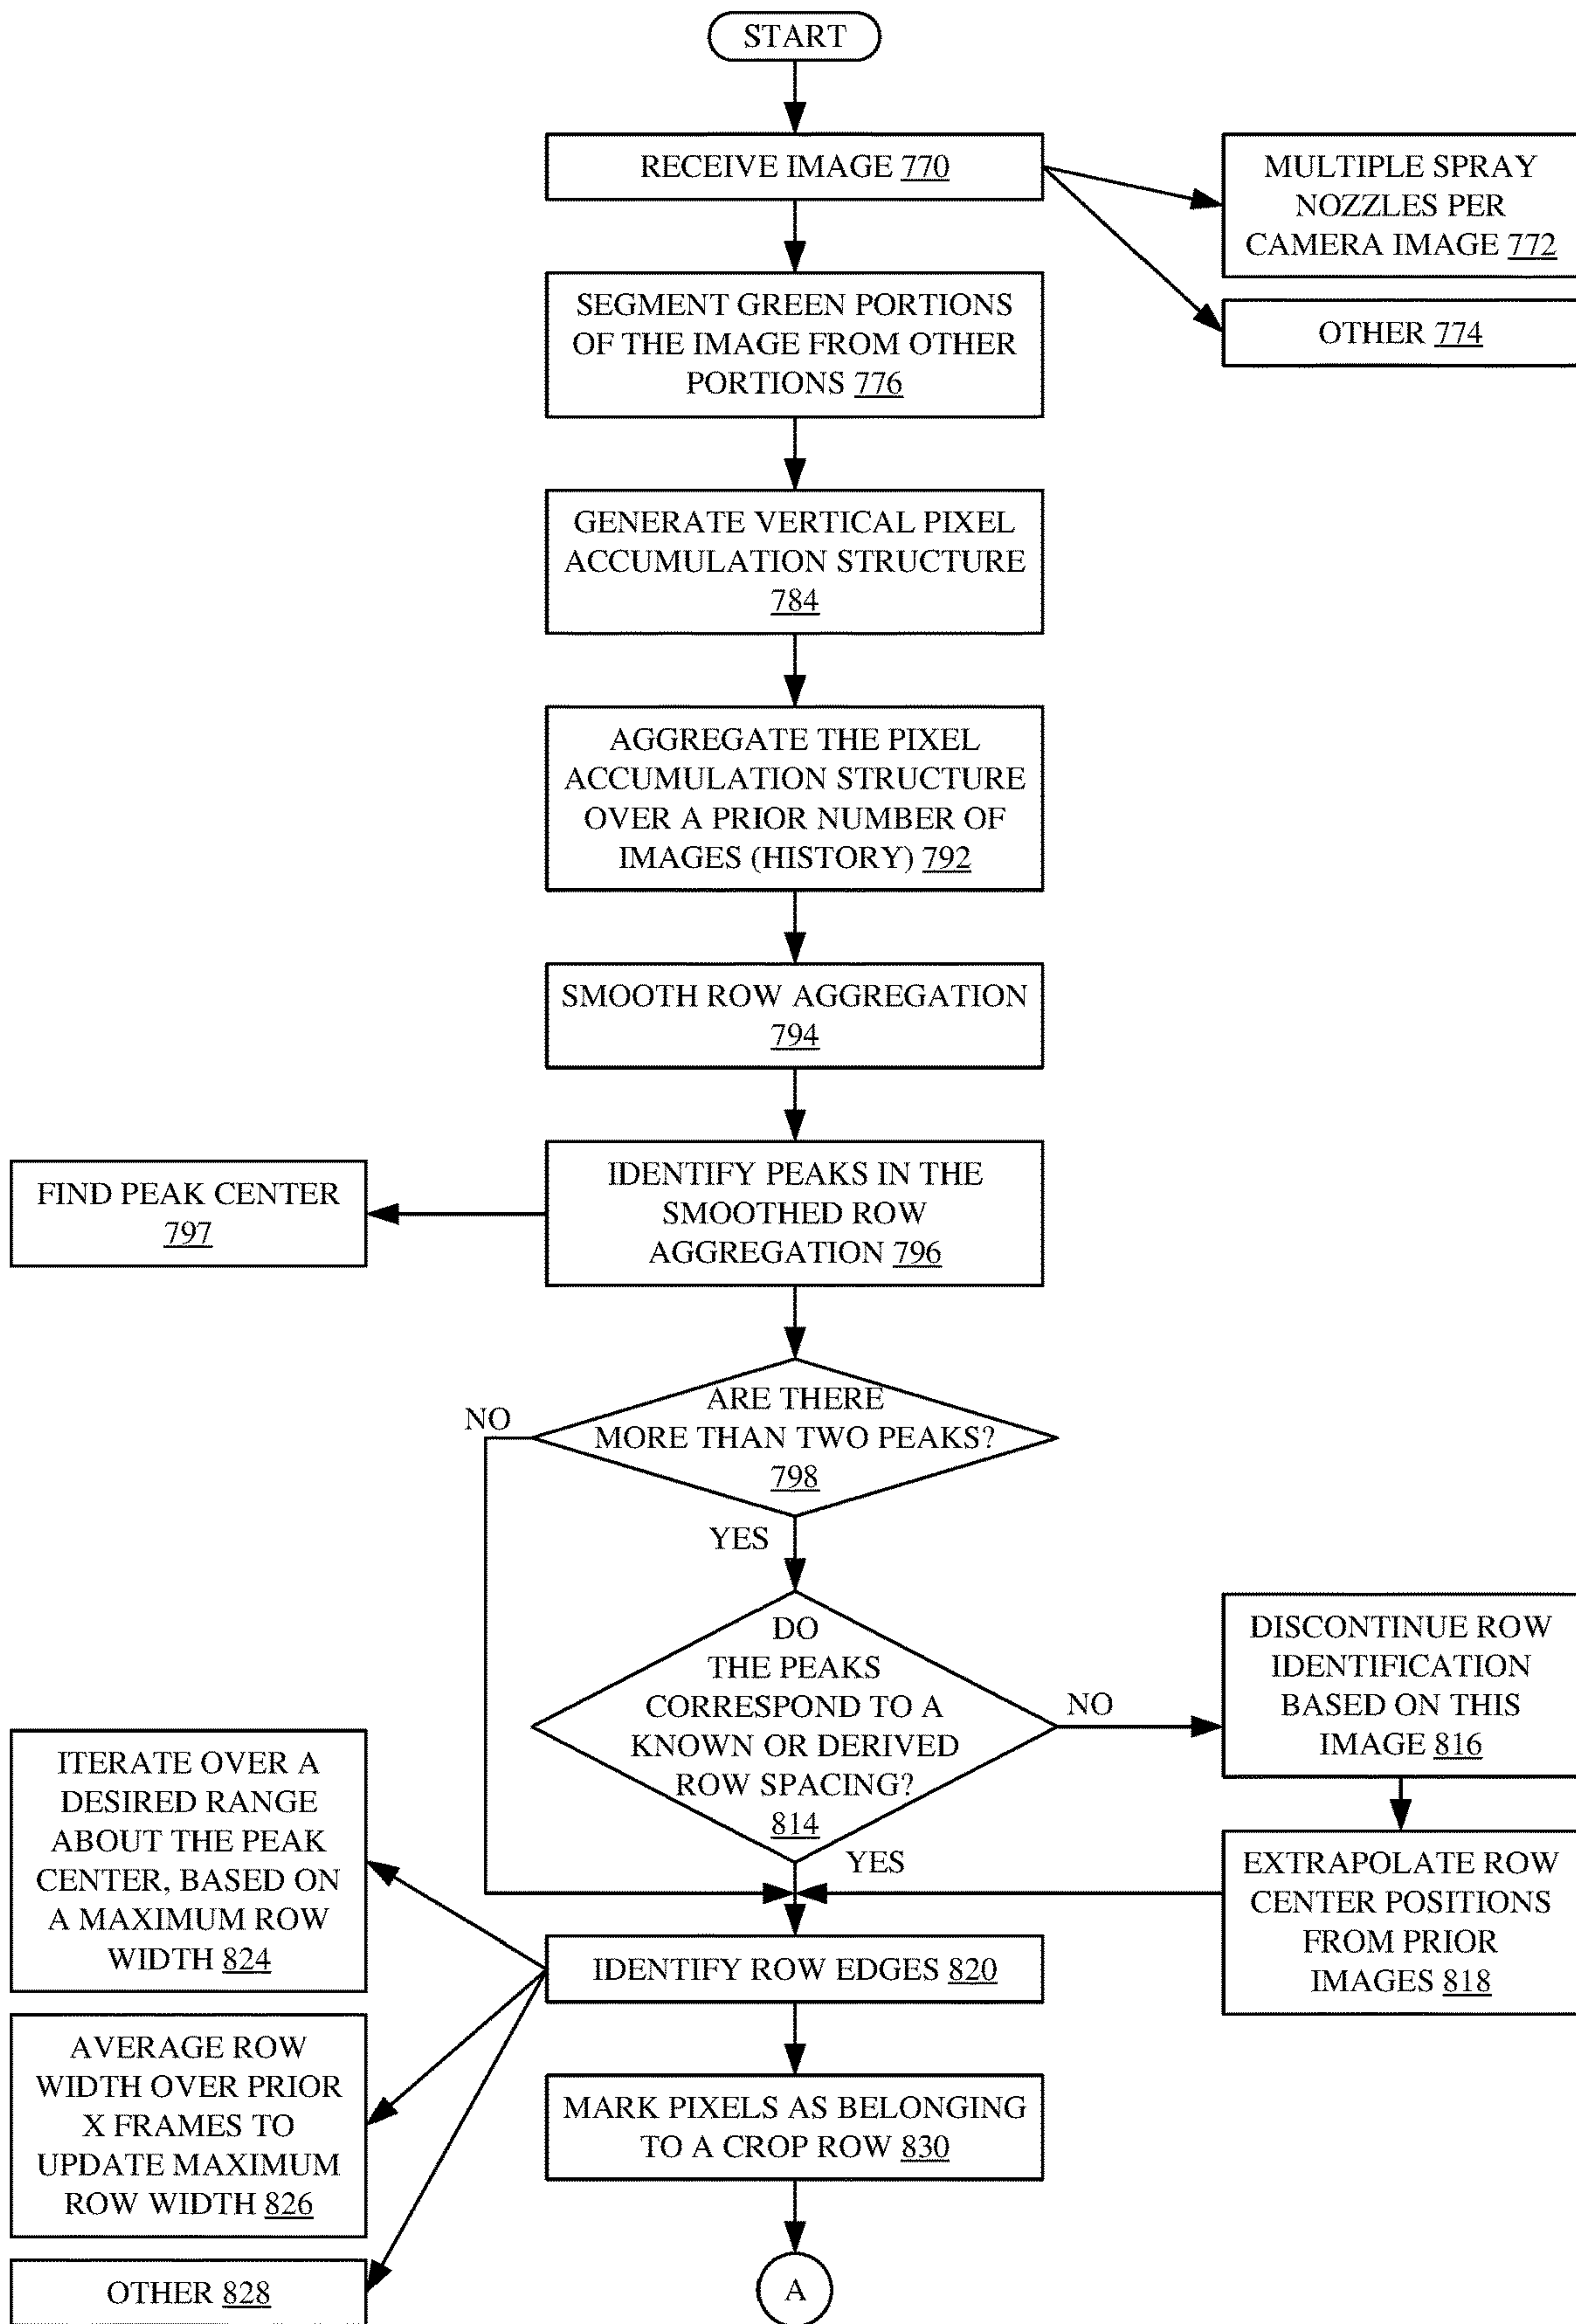 START
RECEIVE IMAGE 770
MULTIPLE SPRAY
NOZZLES PER
CAMERA IMAGE 772
OTHER 774
SEGMENT GREEN PORTIONS
OF THE IMAGE FROM OTHER
PORTIONS 776
GENERATE VERTICAL PIXEL
ACCUMULATION STRUCTURE
784
AGGREGATE THE PIXEL
ACCUMULATION STRUCTURE
OVER A PRIOR NUMBER OF
IMAGES (HISTORY) 792
SMOOTH ROW AGGREGATION
794
IDENTIFY PEAKS IN THE
SMOOTHED ROW
AGGREGATION 796
FIND PEAK CENTER
797
ARE THERE
MORE THAN TWO PEAKS?
798
NO
YES
DO
THE PEAKS
CORRESPOND TO A
KNOWN OR DERIVED
ROW SPACING?
814
NO
YES
DISCONTINUE ROW
IDENTIFICATION
BASED ON THIS
IMAGE 816
EXTRAPOLATE ROW
CENTER POSITIONS
FROM PRIOR
IMAGES 818
IDENTIFY ROW EDGES 820
ITERATE OVER A
DESIRED RANGE
ABOUT THE PEAK
CENTER, BASED ON
A MAXIMUM ROW
WIDTH 824
AVERAGE ROW
WIDTH OVER PRIOR
X FRAMES TO
UPDATE MAXIMUM
ROW WIDTH 826
OTHER 828
MARK PIXELS AS BELONGING
TO A CROP ROW 830
A